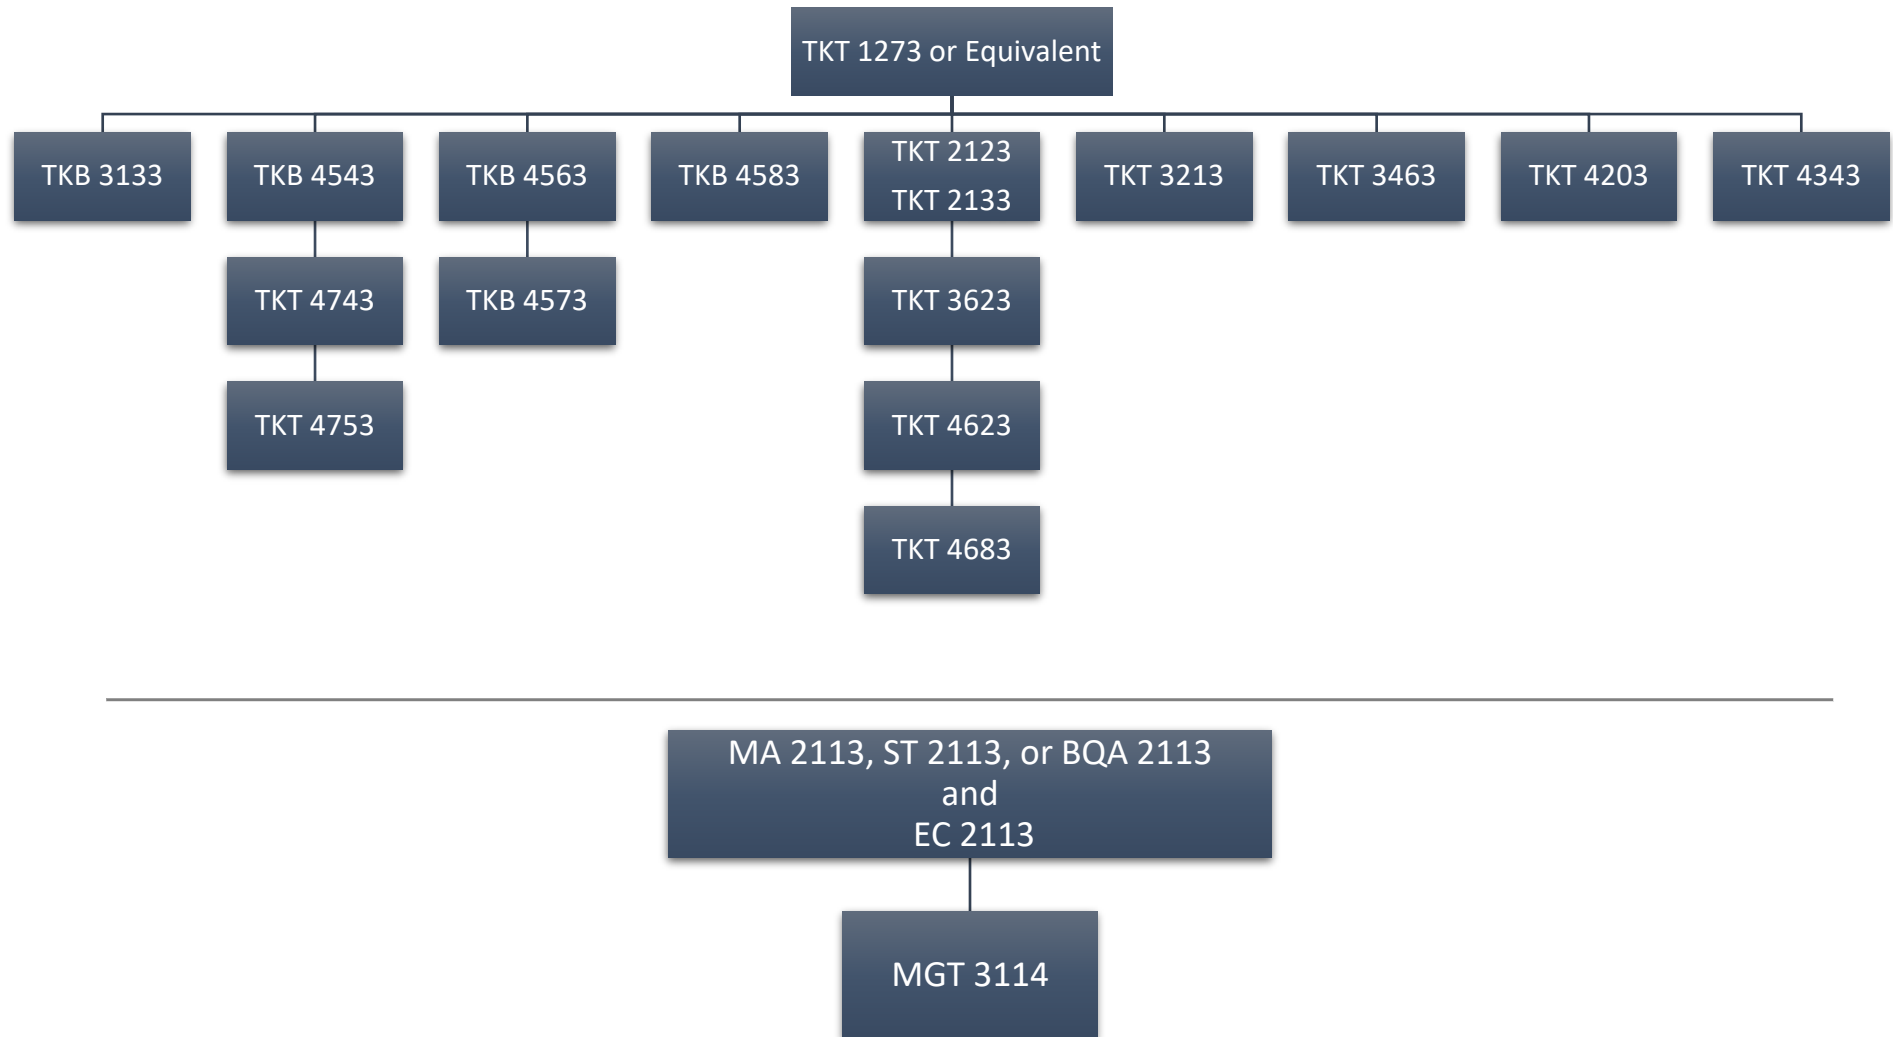 TKT 1273 or Equivalent
TKB 3133
TKB 4543
TKB 4563
TKB 4583
TKT 2123
TKT 2133
TKT 3213
TKT 3463
TKT 4203
TKT 4343
TKT 4743
TKB 4573
TKT 3623
TKT 4753
TKT 4623
TKT 4683
MA 2113, ST 2113, or BQA 2113
and
EC 2113
MGT 3114